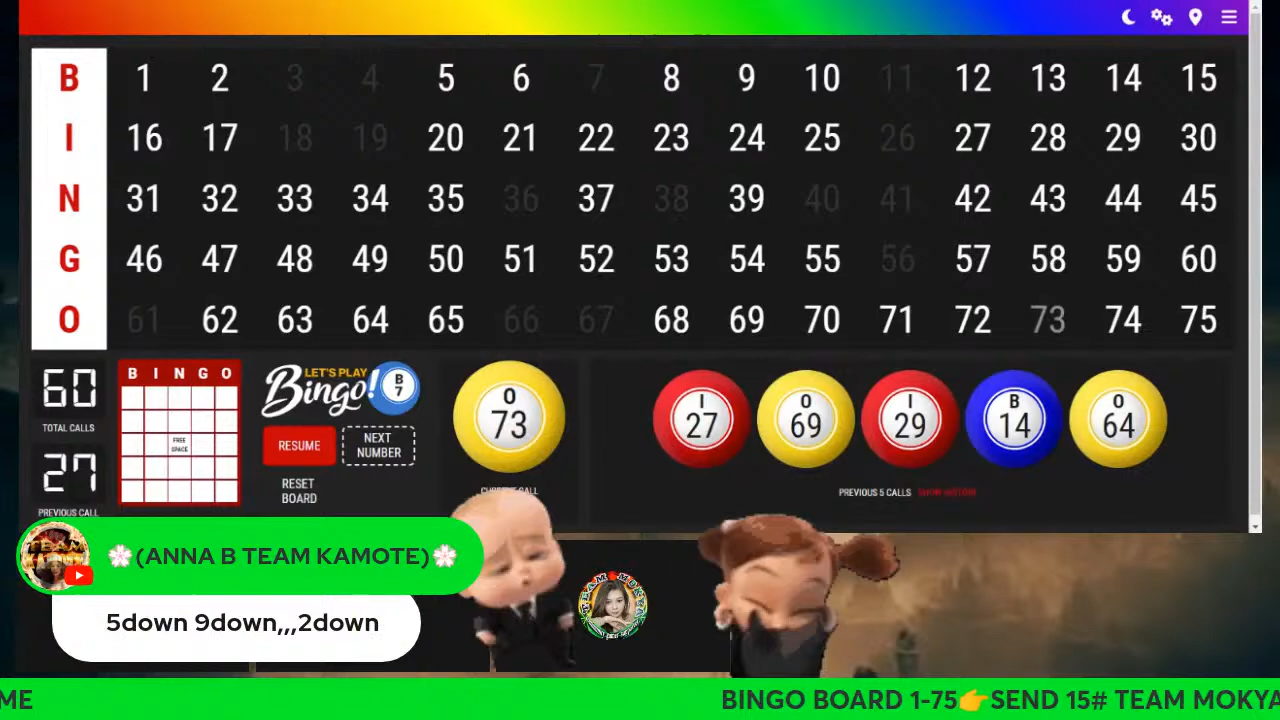 B 1 2 3 4 5 6 7 8 9 10 11 12 13 14 15
I 16 17 18 19 20 21 22 23 24 25 26 27 28 29 30
N 31 32 33 34 35 36 37 38 39 40 41 42 43 44 45
G 46 47 48 49 50 51 52 53 54 55 56 57 58 59 60
O 61 62 63 64 65 66 67 68 69 70 71 72 73 74 75
60
TOTAL CALLS
27
PREVIOUS CALL
B I N G O
FREE
SPACE
LET'S PLAY
Bingo!
B
7
RESUME
NEXT
NUMBER
RESET
BOARD
O
73
I
27
O
69
I
29
B
14
O
64
PREVIOUS 5 CALLS SHOW HISTORY
🌸(ANNA B TEAM KAMOTE)🌸
5down 9down,,,2down
ME
BINGO BOARD 1-75👉SEND 15# TEAM MOKYA